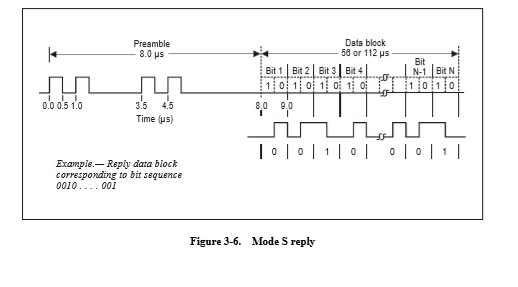 Preamble
8.0 µs
Data block
56 or 112 µs
Bit 1 Bit 2 Bit 3 Bit 4 Bit N-1 Bit N
1 0 1 0 1 0 1 0 1 0 1 0
0.0 0.5 1.0 3.5 4.5 8.0 9.0
Time (µs)
0 0 1 0 0 0 1
Example.— Reply data block
corresponding to bit sequence
0010 . . . . 001
Figure 3-6. Mode S reply